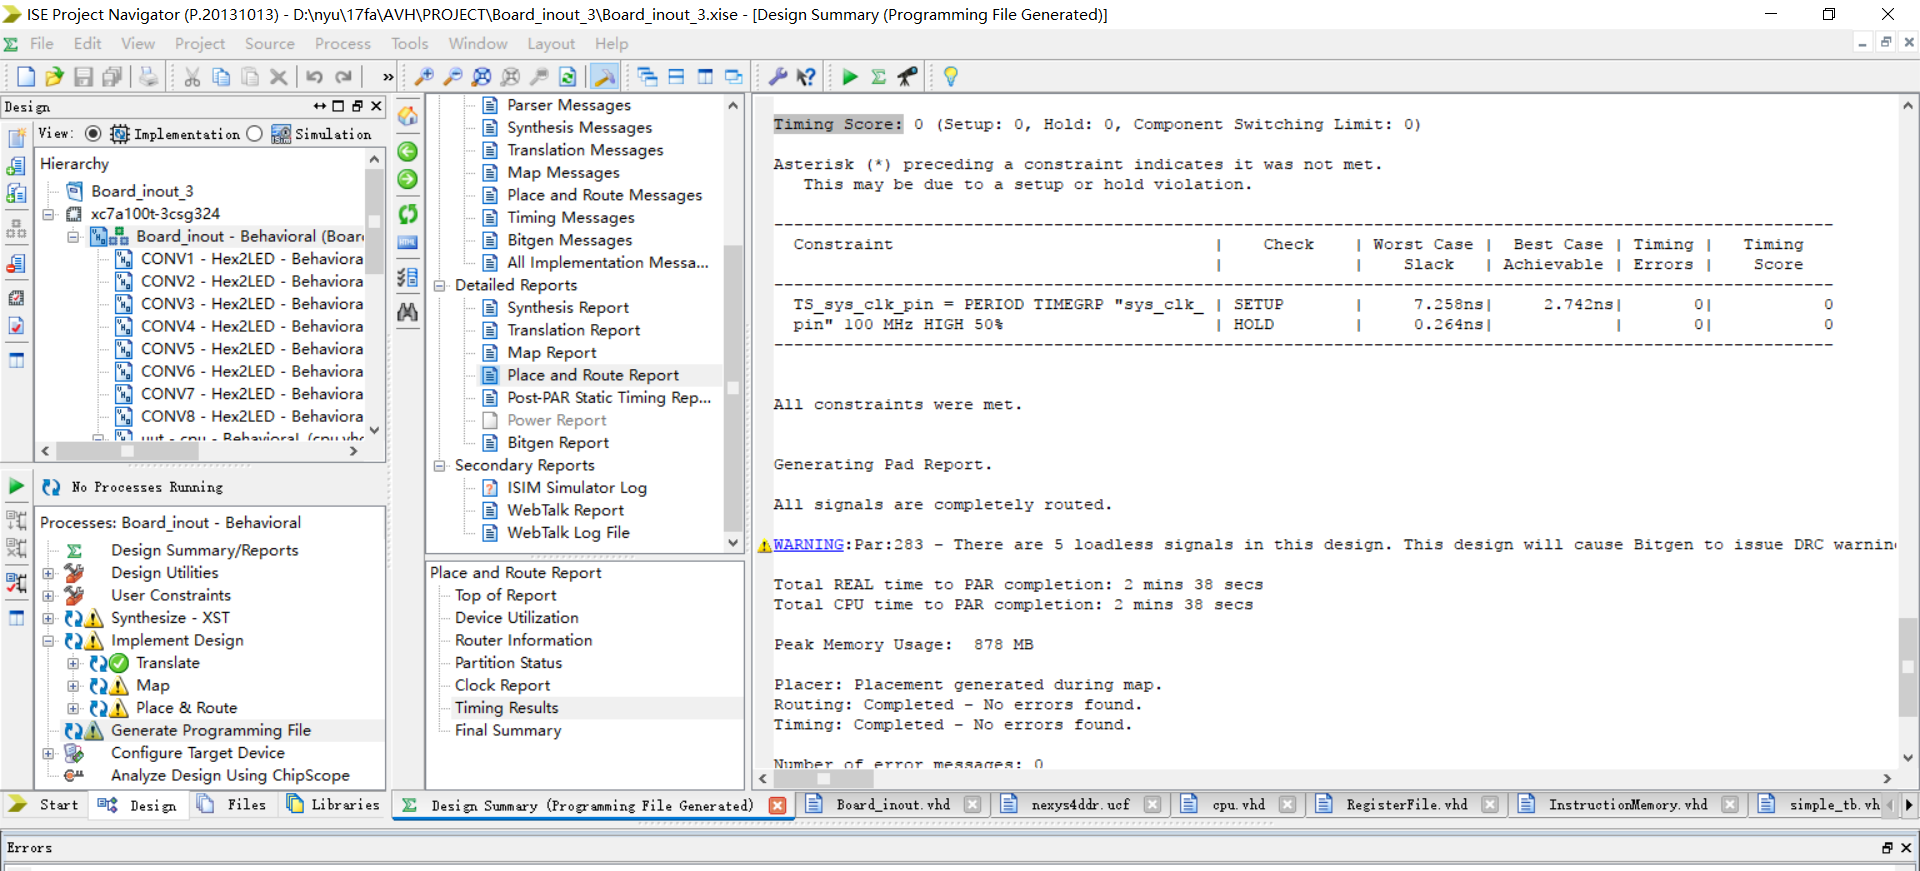 ISE Project Navigator (P.20131013) - D:\nyu\17fa\AVH\PROJECT\Board_inout_3\Board_inout_3.xise - [Design Summary (Programming File Generated)]
File Edit View Project Source Process Tools Window Layout Help
Design
View: Implementation Simulation
Hierarchy
Board_inout_3
xc7a100t-3csg324
Board_inout - Behavioral (Board
CONV1 - Hex2LED - Behaviora
CONV2 - Hex2LED - Behaviora
CONV3 - Hex2LED - Behaviora
CONV4 - Hex2LED - Behaviora
CONV5 - Hex2LED - Behaviora
CONV6 - Hex2LED - Behaviora
CONV7 - Hex2LED - Behaviora
CONV8 - Hex2LED - Behaviora
uut - cpu - Behavioral (cpu.vhd
No Processes Running
Processes: Board_inout - Behavioral
Design Summary/Reports
Design Utilities
User Constraints
Synthesize - XST
Implement Design
Translate
Map
Place & Route
Generate Programming File
Configure Target Device
Analyze Design Using ChipScope
Start Design Files Libraries
Parser Messages
Synthesis Messages
Translation Messages
Map Messages
Place and Route Messages
Timing Messages
Bitgen Messages
All Implementation Messa...
Detailed Reports
Synthesis Report
Translation Report
Map Report
Place and Route Report
Post-PAR Static Timing Rep...
Power Report
Bitgen Report
Secondary Reports
ISIM Simulator Log
WebTalk Report
WebTalk Log File
Place and Route Report
Top of Report
Device Utilization
Router Information
Partition Status
Clock Report
Timing Results
Final Summary
Timing Score: 0 (Setup: 0, Hold: 0, Component Switching Limit: 0)
Asterisk (*) preceding a constraint indicates it was not met.
This may be due to a setup or hold violation.
----------------------------------------------------------------------------------------------------------
Constraint | Check | Worst Case | Best Case | Timing | Timing
| | Slack | Achievable | Errors | Score
----------------------------------------------------------------------------------------------------------
TS_sys_clk_pin = PERIOD TIMEGRP "sys_clk_ | SETUP | 7.258ns| 2.742ns| 0| 0
pin" 100 MHz HIGH 50% | HOLD | 0.264ns| | 0| 0
----------------------------------------------------------------------------------------------------------
All constraints were met.
Generating Pad Report.
All signals are completely routed.
WARNING:Par:283 - There are 5 loadless signals in this design. This design will cause Bitgen to issue DRC warnin
Total REAL time to PAR completion: 2 mins 38 secs
Total CPU time to PAR completion: 2 mins 38 secs
Peak Memory Usage: 878 MB
Placer: Placement generated during map.
Routing: Completed - No errors found.
Timing: Completed - No errors found.
Number of error messages: 0
Design Summary (Programming File Generated) Board_inout.vhd nexys4ddr.ucf cpu.vhd RegisterFile.vhd InstructionMemory.vhd simple_tb.vh
Errors